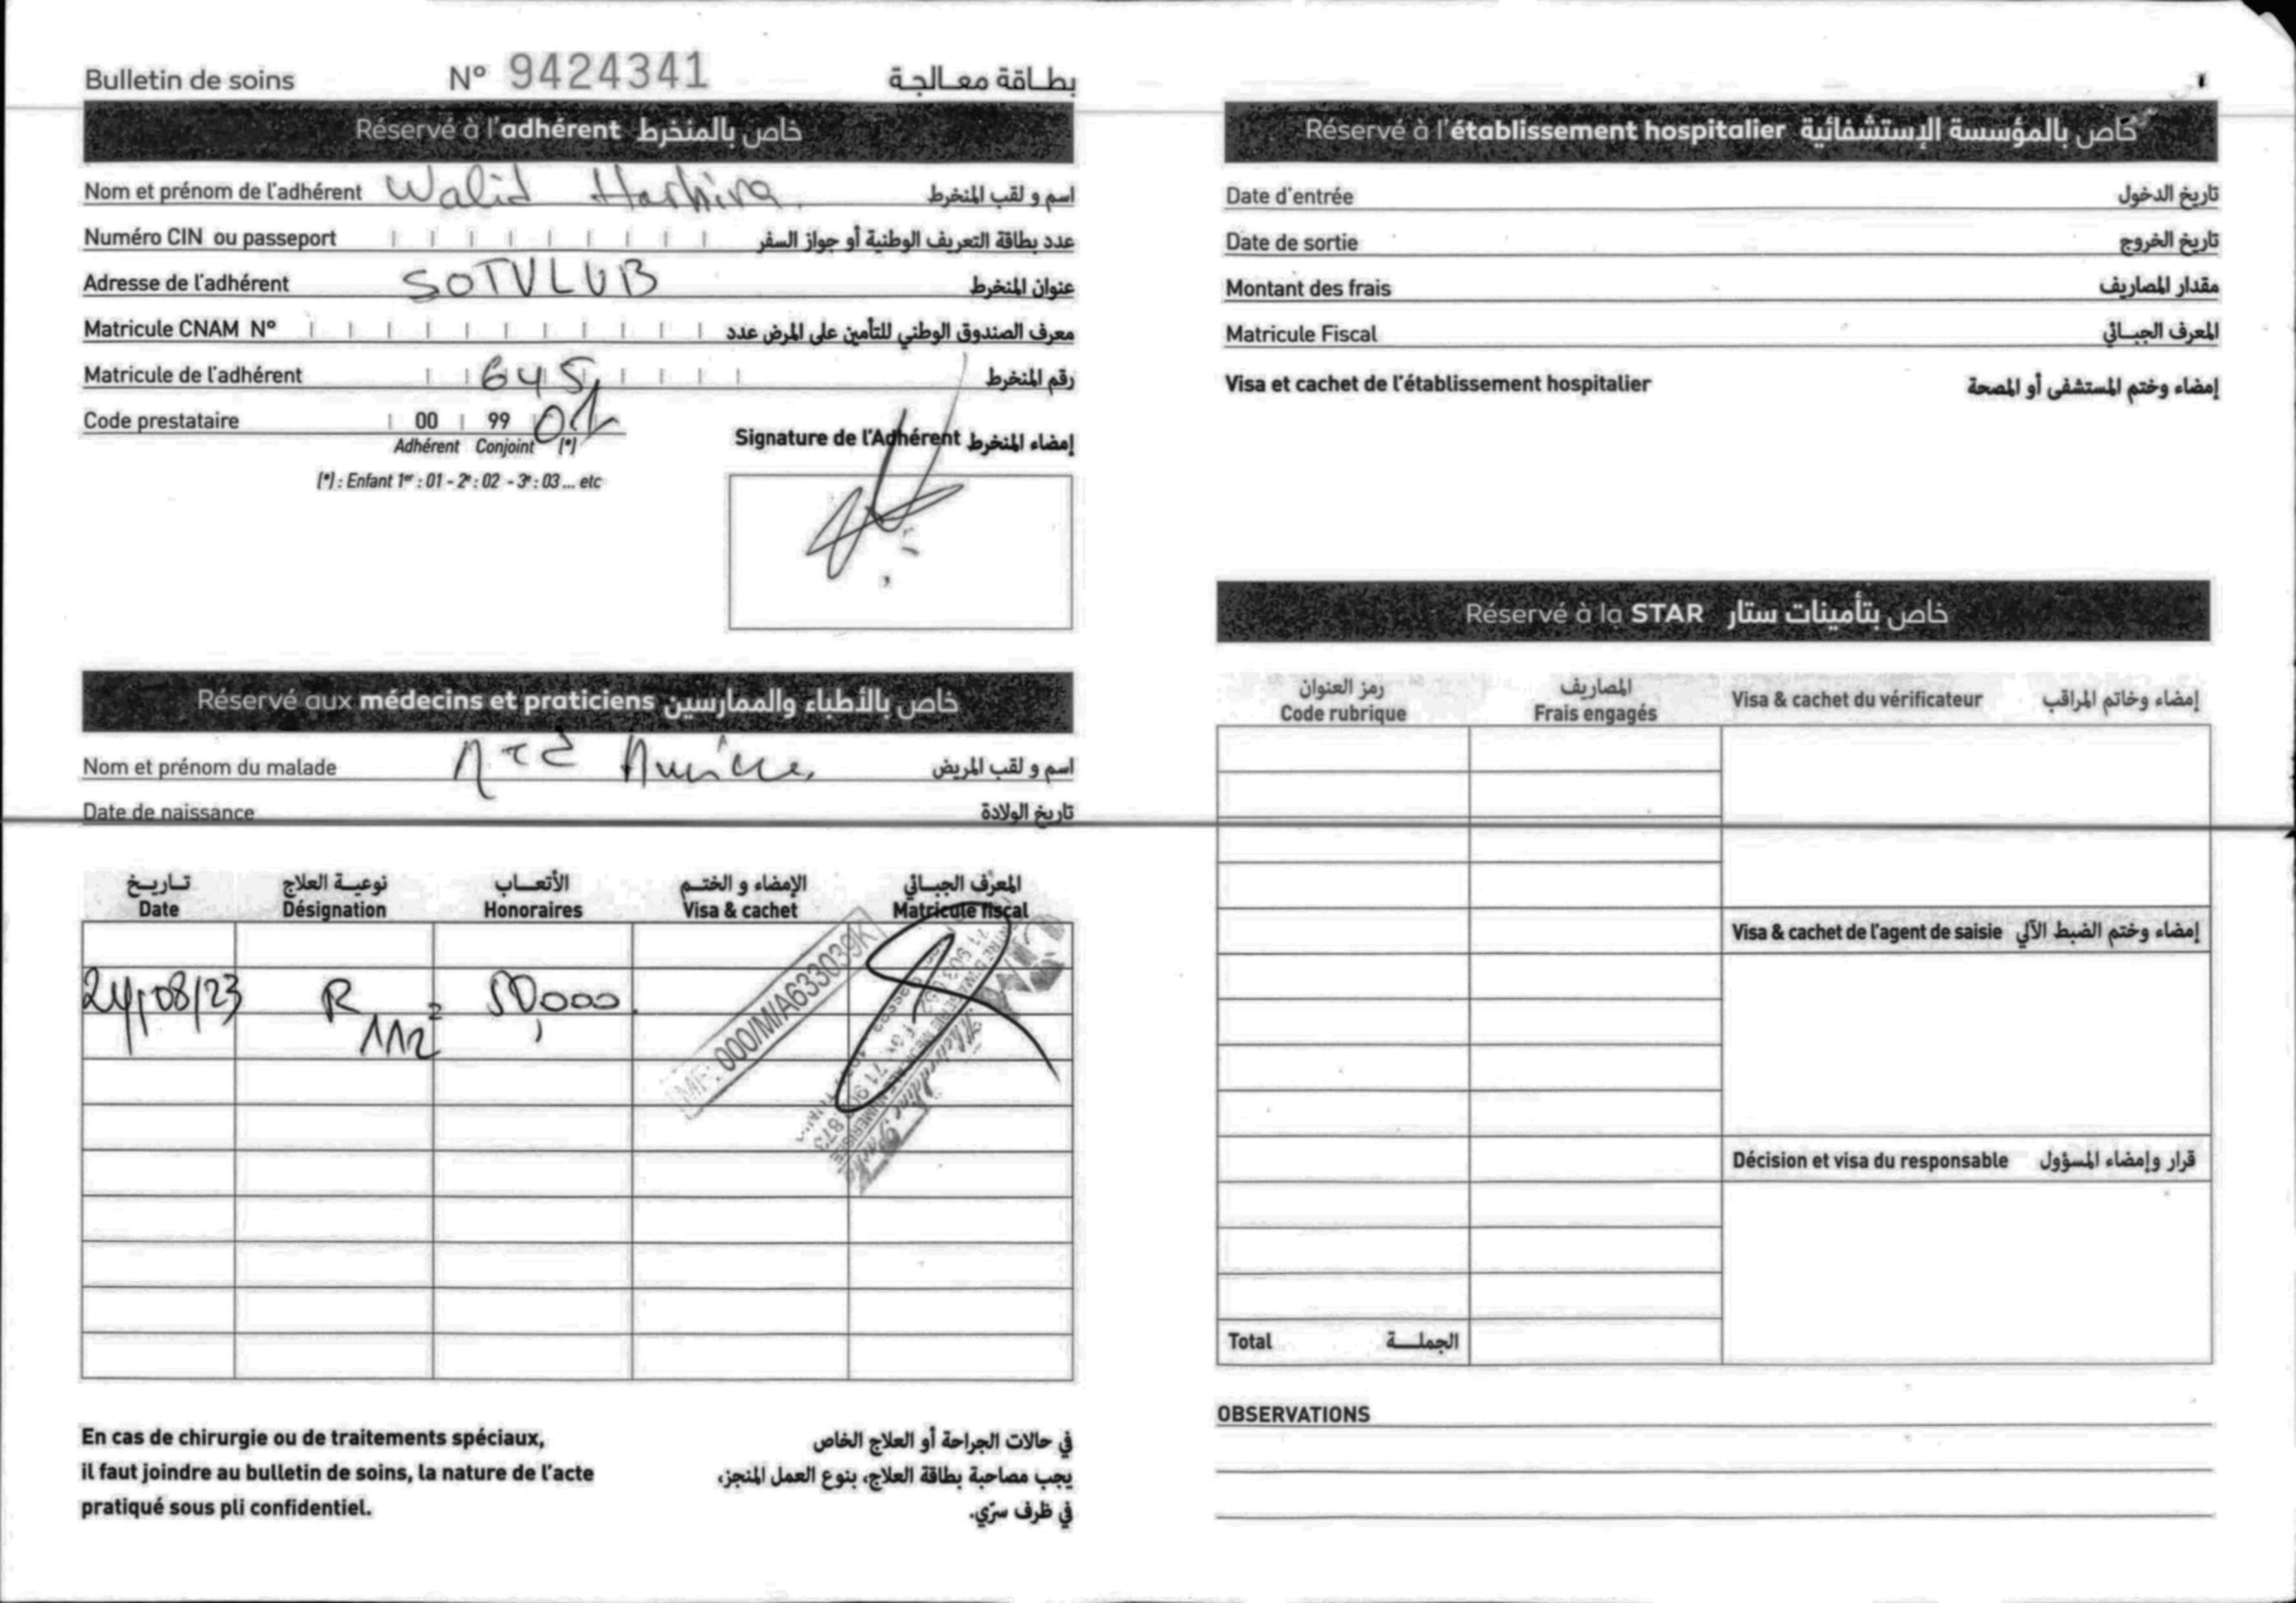 Bulletin de soins N° 9424341 بطاقة معالجة
Réservé à l'adhérent خاص بالمنخرط
Nom et prénom de l'adhérent Walid اسم و لقب المنخرط
Numéro CIN ou passeport عدد بطاقة التعريف الوطنية أو جواز السفر
Adresse de l'adhérent SOTULUB عنوان المنخرط
Matricule CNAM N° معرف الصندوق الوطني للتأمين على المرض عدد
Matricule de l'adhérent 645 رقم المنخرط
Code prestataire 00 99 01
Adhérent Conjoint (*)
(*) : Enfant 1er : 01 - 2e : 02 - 3e : 03 ... etc
Signature de l'Adhérent إمضاء المنخرط
Réservé aux médecins et praticiens خاص بالأطباء والممارسين
Nom et prénom du malade اسم و لقب المريض
Date de naissance تاريخ الولادة
تاريخ نوعية العلاج الأتعاب الإمضاء و الختم المعرف الجبائي
Date Désignation Honoraires Visa & cachet Matricule fiscal
24/08/23 R 112 = 50,000
000/M/A633039K
En cas de chirurgie ou de traitements spéciaux,
il faut joindre au bulletin de soins, la nature de l'acte
pratiqué sous pli confidentiel.
في حالات الجراحة أو العلاج الخاص
يجب مصاحبة بطاقة العلاج، بنوع العمل المنجز،
في ظرف سرّي.
Réservé à l'établissement hospitalier خاص بالمؤسسة الإستشفائية
Date d'entrée تاريخ الدخول
Date de sortie تاريخ الخروج
Montant des frais مقدار المصاريف
Matricule Fiscal المعرف الجبائي
Visa et cachet de l'établissement hospitalier إمضاء وختم المستشفى أو المصحة
Réservé à la STAR خاص بتأمينات ستار
رمز العنوان المصاريف
Code rubrique Frais engagés Visa & cachet du vérificateur إمضاء وخاتم المراقب
Visa & cachet de l'agent de saisie إمضاء وختم الضبط الآلي
Décision et visa du responsable قرار وإمضاء المسؤول
Total الجملة
OBSERVATIONS